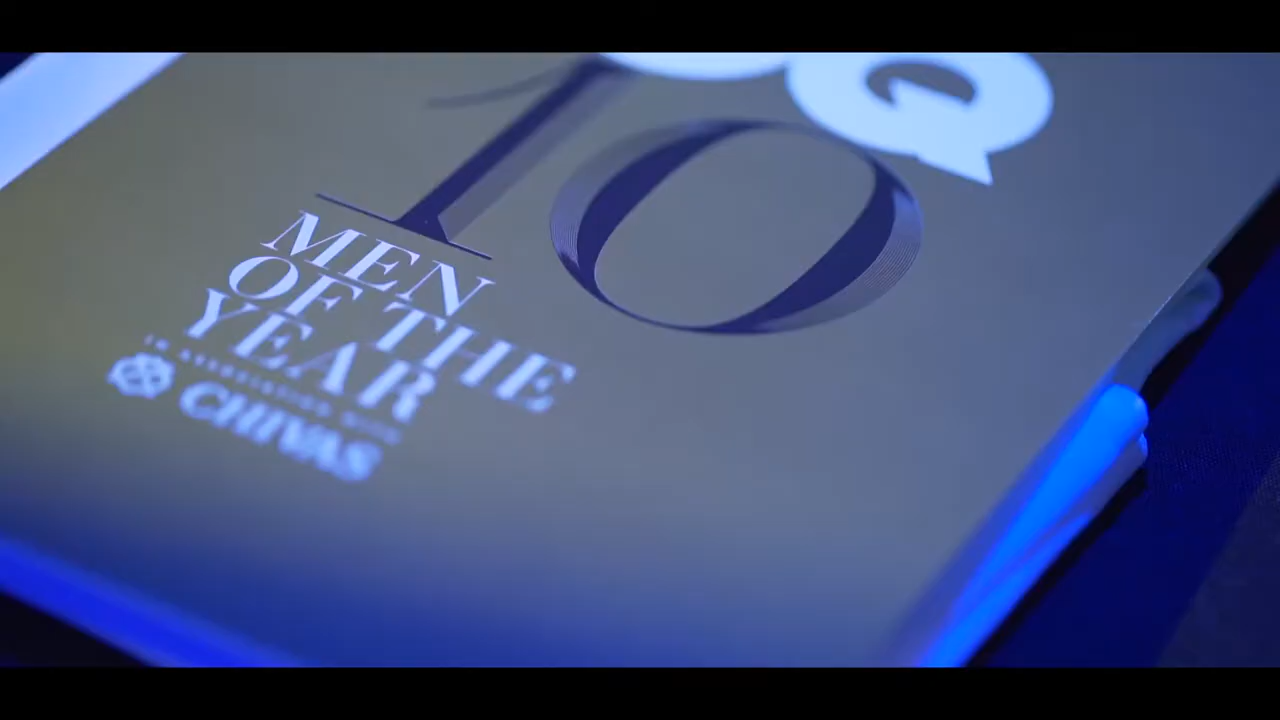 10
MEN
OF THE
YEAR
IN ASSOCIATION WITH
CHIVAS